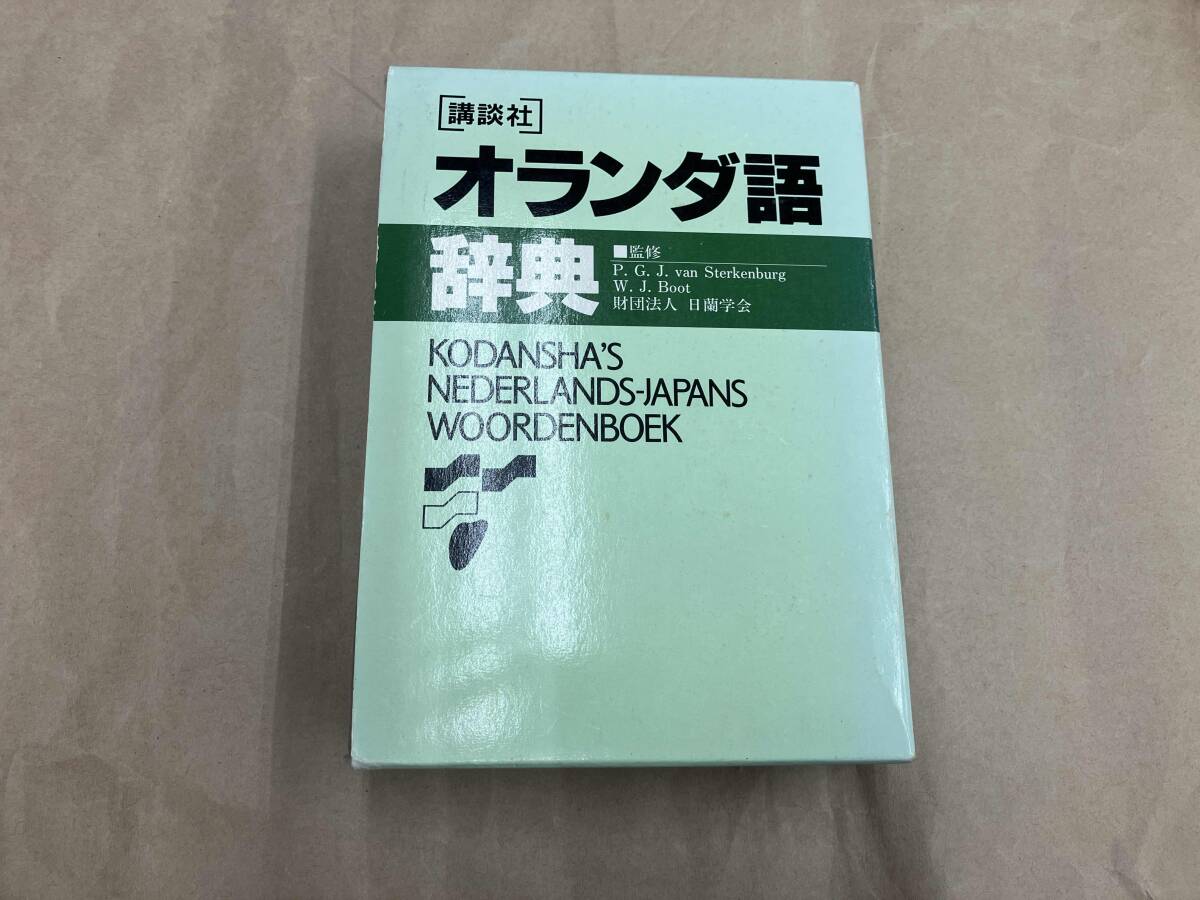 [講談社]
オランダ語
辞典
■監修
P. G. J. van Sterkenburg
W. J. Boot
財団法人 日蘭学会
KODANSHA'S
NEDERLANDS-JAPANS
WOORDENBOEK